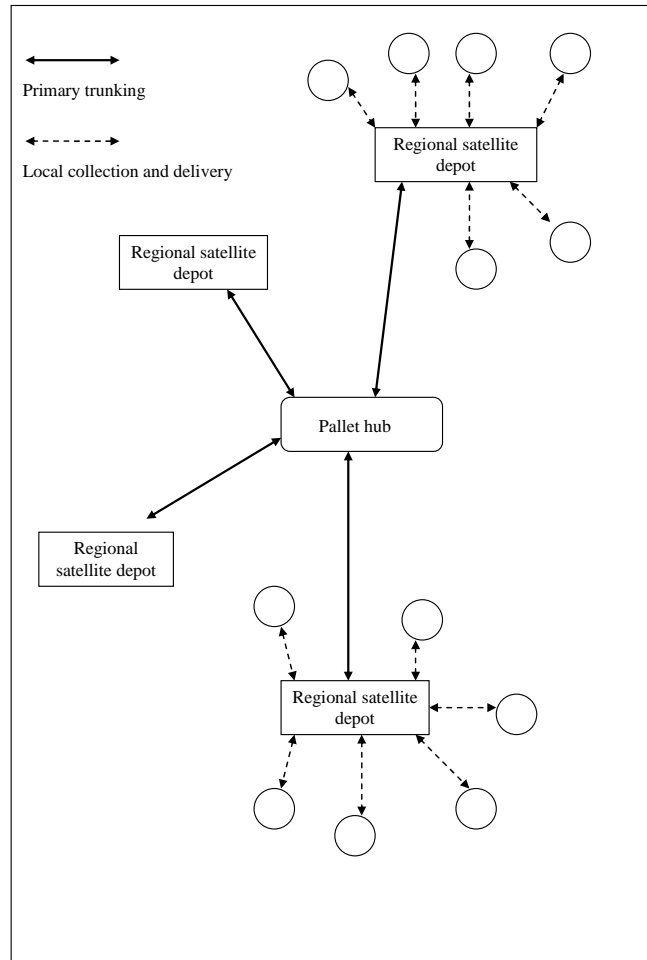 Primary trunking
Local collection and delivery
Regional satellite
depot
Regional satellite
depot
Pallet hub
Regional
satellite depot
Regional satellite
depot